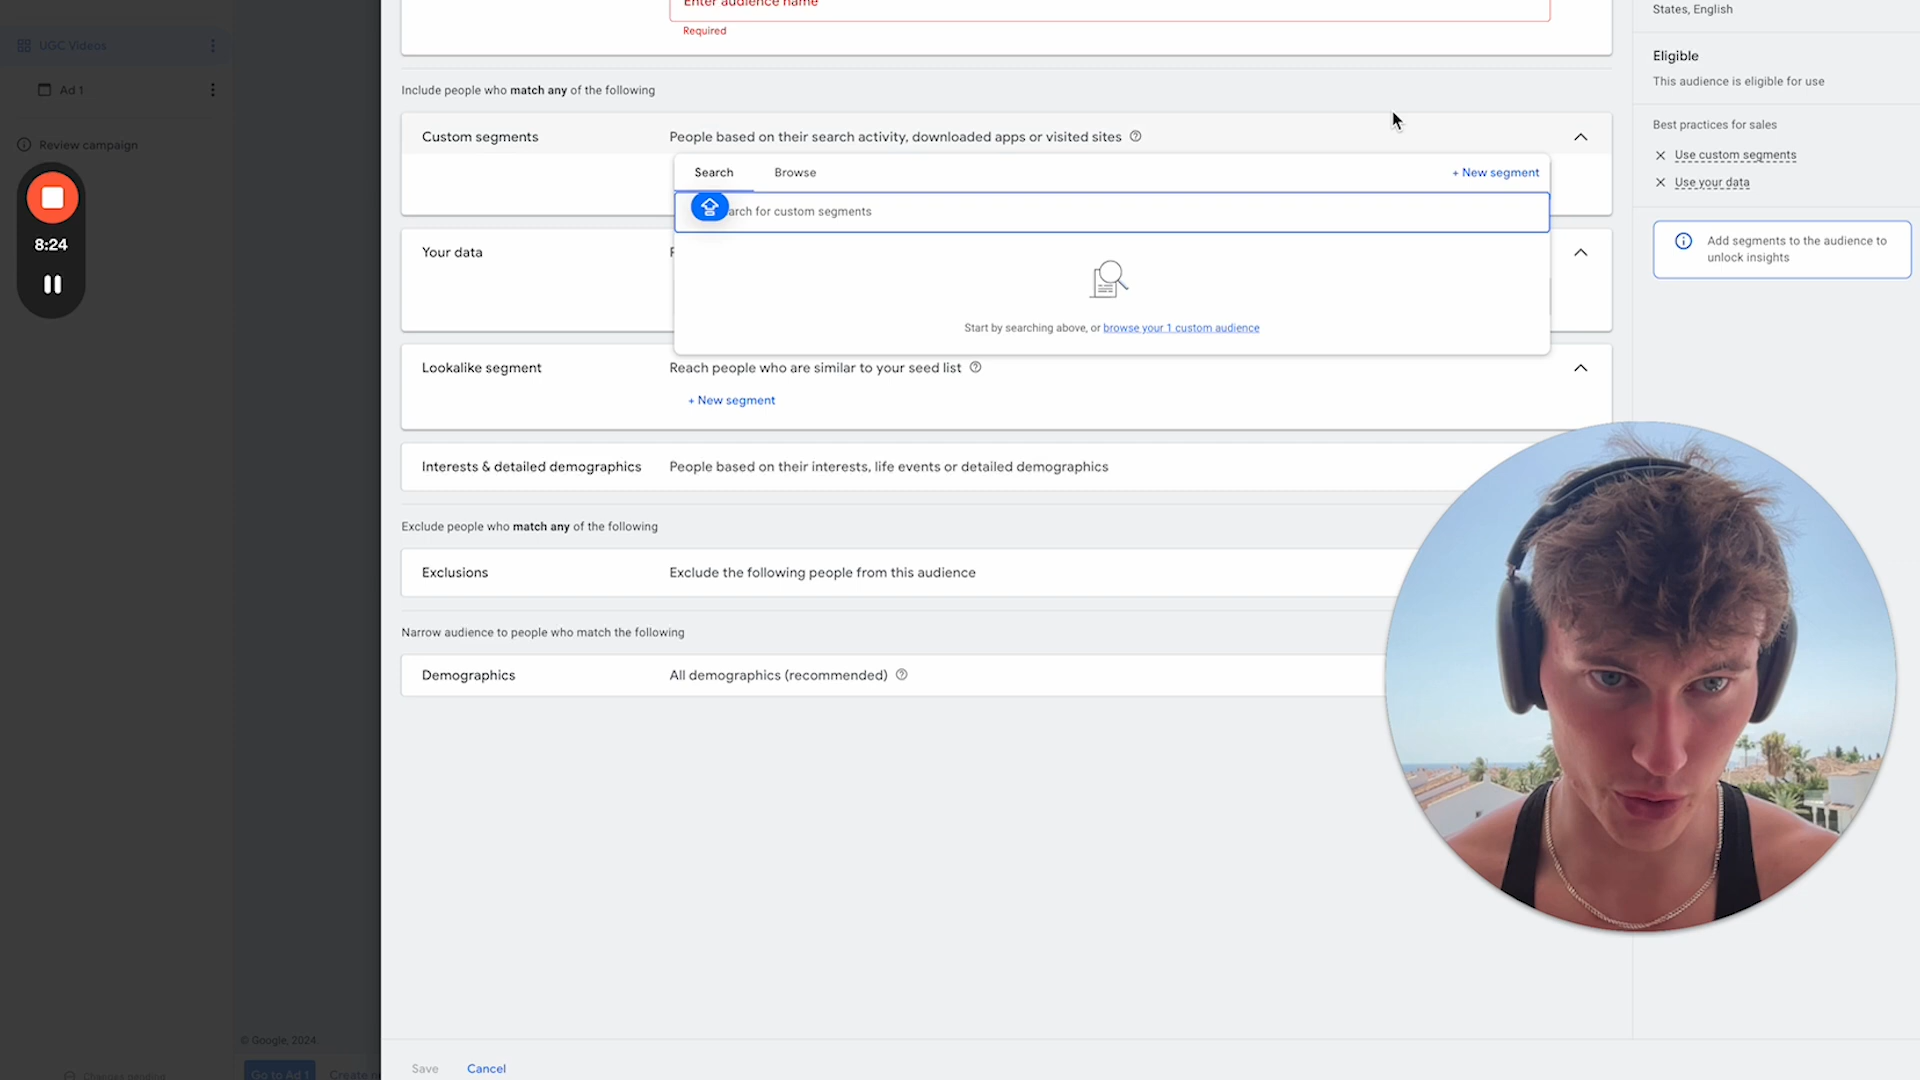 Enter audience name
States, English
Required
UGC Videos
Eligible
This audience is eligible for use
Ad 1
Include people who match any of the following
Best practices for sales
Custom segments
People based on their search activity, downloaded apps or visited sites
Review campaign
Use custom segments
Search
Browse
+ New segment
Use your data
arch for custom segments
8:24
Add segments to the audience to
unlock insights
Your data
Start by searching above, or browse your 1 custom audience
Lookalike segment
Reach people who are similar to your seed list
+ New segment
Interests & detailed demographics
People based on their interests, life events or detailed demographics
Exclude people who match any of the following
Exclusions
Exclude the following people from this audience
Narrow audience to people who match the following
Demographics
All demographics (recommended)
© Google, 2024
Save
Cancel
Go to Ad 1
Create
Changes pending